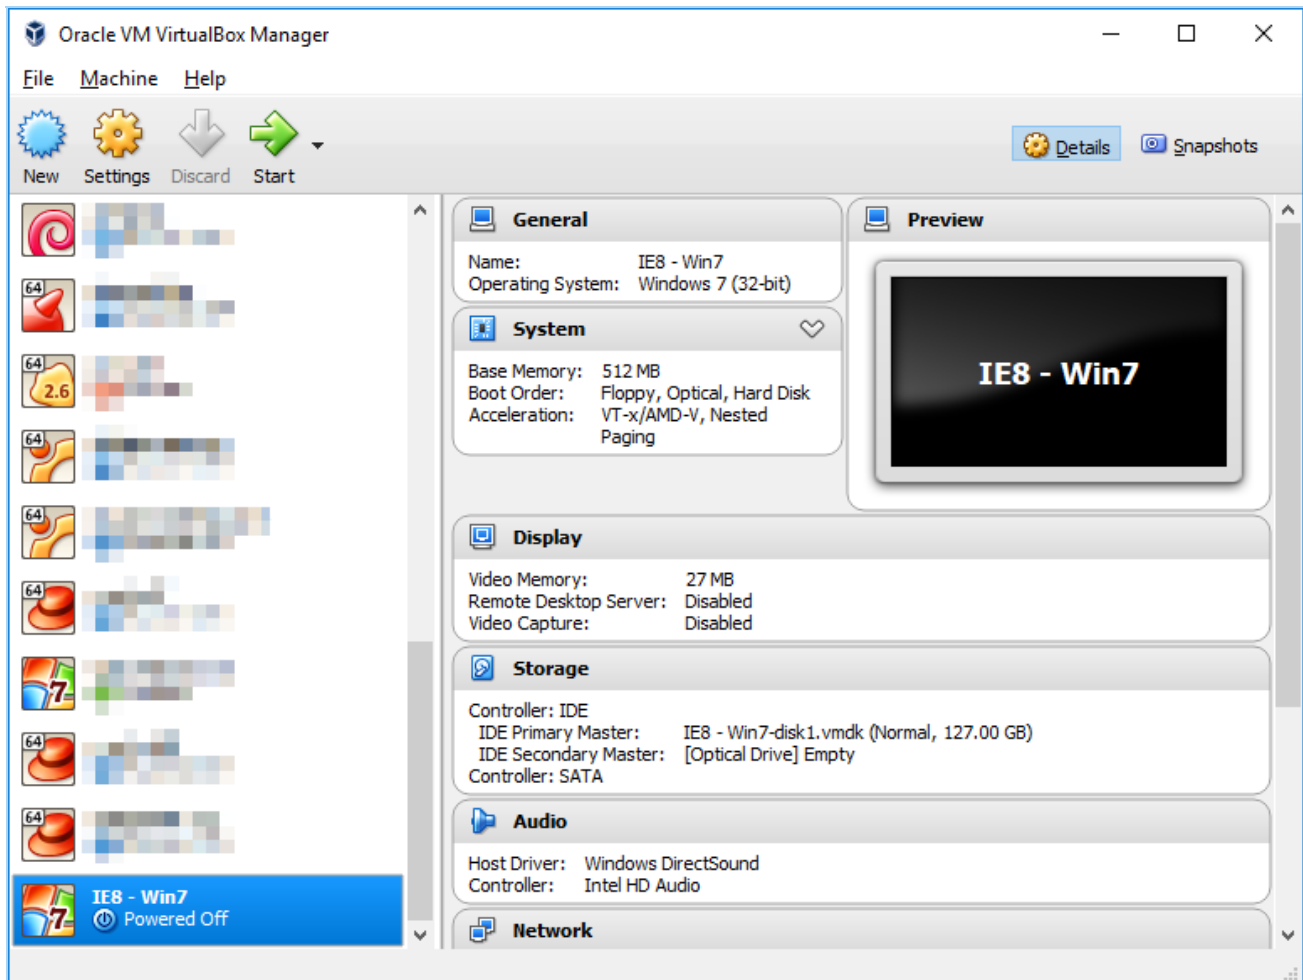 Oracle VM VirtualBox Manager
File Machine Help
New Settings Discard Start
Details Snapshots
64
64
2.6
64
64
64
7
64
64
7
IE8 - Win7
Powered Off
General
Name: IE8 - Win7
Operating System: Windows 7 (32-bit)
System
Base Memory: 512 MB
Boot Order: Floppy, Optical, Hard Disk
Acceleration: VT-x/AMD-V, Nested
Paging
Preview
IE8 - Win7
Display
Video Memory: 27 MB
Remote Desktop Server: Disabled
Video Capture: Disabled
Storage
Controller: IDE
IDE Primary Master: IE8 - Win7-disk1.vmdk (Normal, 127.00 GB)
IDE Secondary Master: [Optical Drive] Empty
Controller: SATA
Audio
Host Driver: Windows DirectSound
Controller: Intel HD Audio
Network